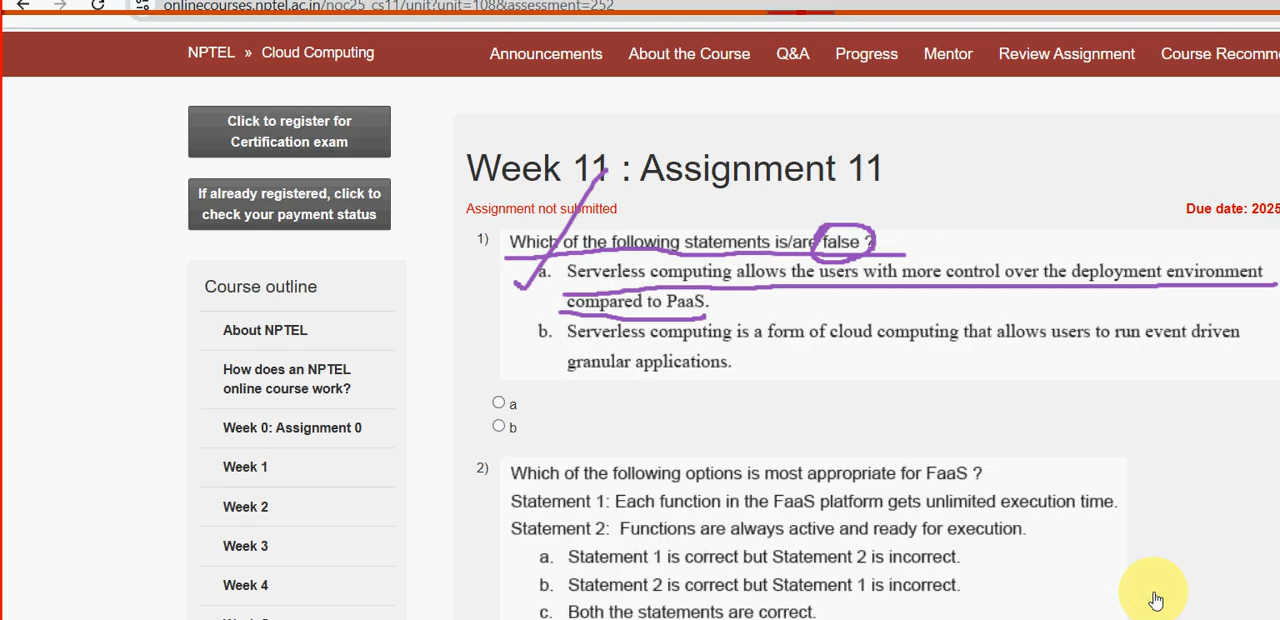 onlinecourses.nptel.ac.in/noc25_cs11/unit?unit=108&assessment=252
NPTEL » Cloud Computing
Announcements About the Course Q&A Progress Mentor Review Assignment Course Recomm
Click to register for
Certification exam
If already registered, click to
check your payment status
Course outline
About NPTEL
How does an NPTEL
online course work?
Week 0: Assignment 0
Week 1
Week 2
Week 3
Week 4
Week 11 : Assignment 11
Assignment not submitted
Due date: 2025
1) Which of the following statements is/are false ?
a. Serverless computing allows the users with more control over the deployment environment
compared to PaaS.
b. Serverless computing is a form of cloud computing that allows users to run event driven
granular applications.
a
b
2) Which of the following options is most appropriate for FaaS ?
Statement 1: Each function in the FaaS platform gets unlimited execution time.
Statement 2: Functions are always active and ready for execution.
a. Statement 1 is correct but Statement 2 is incorrect.
b. Statement 2 is correct but Statement 1 is incorrect.
c. Both the statements are correct.